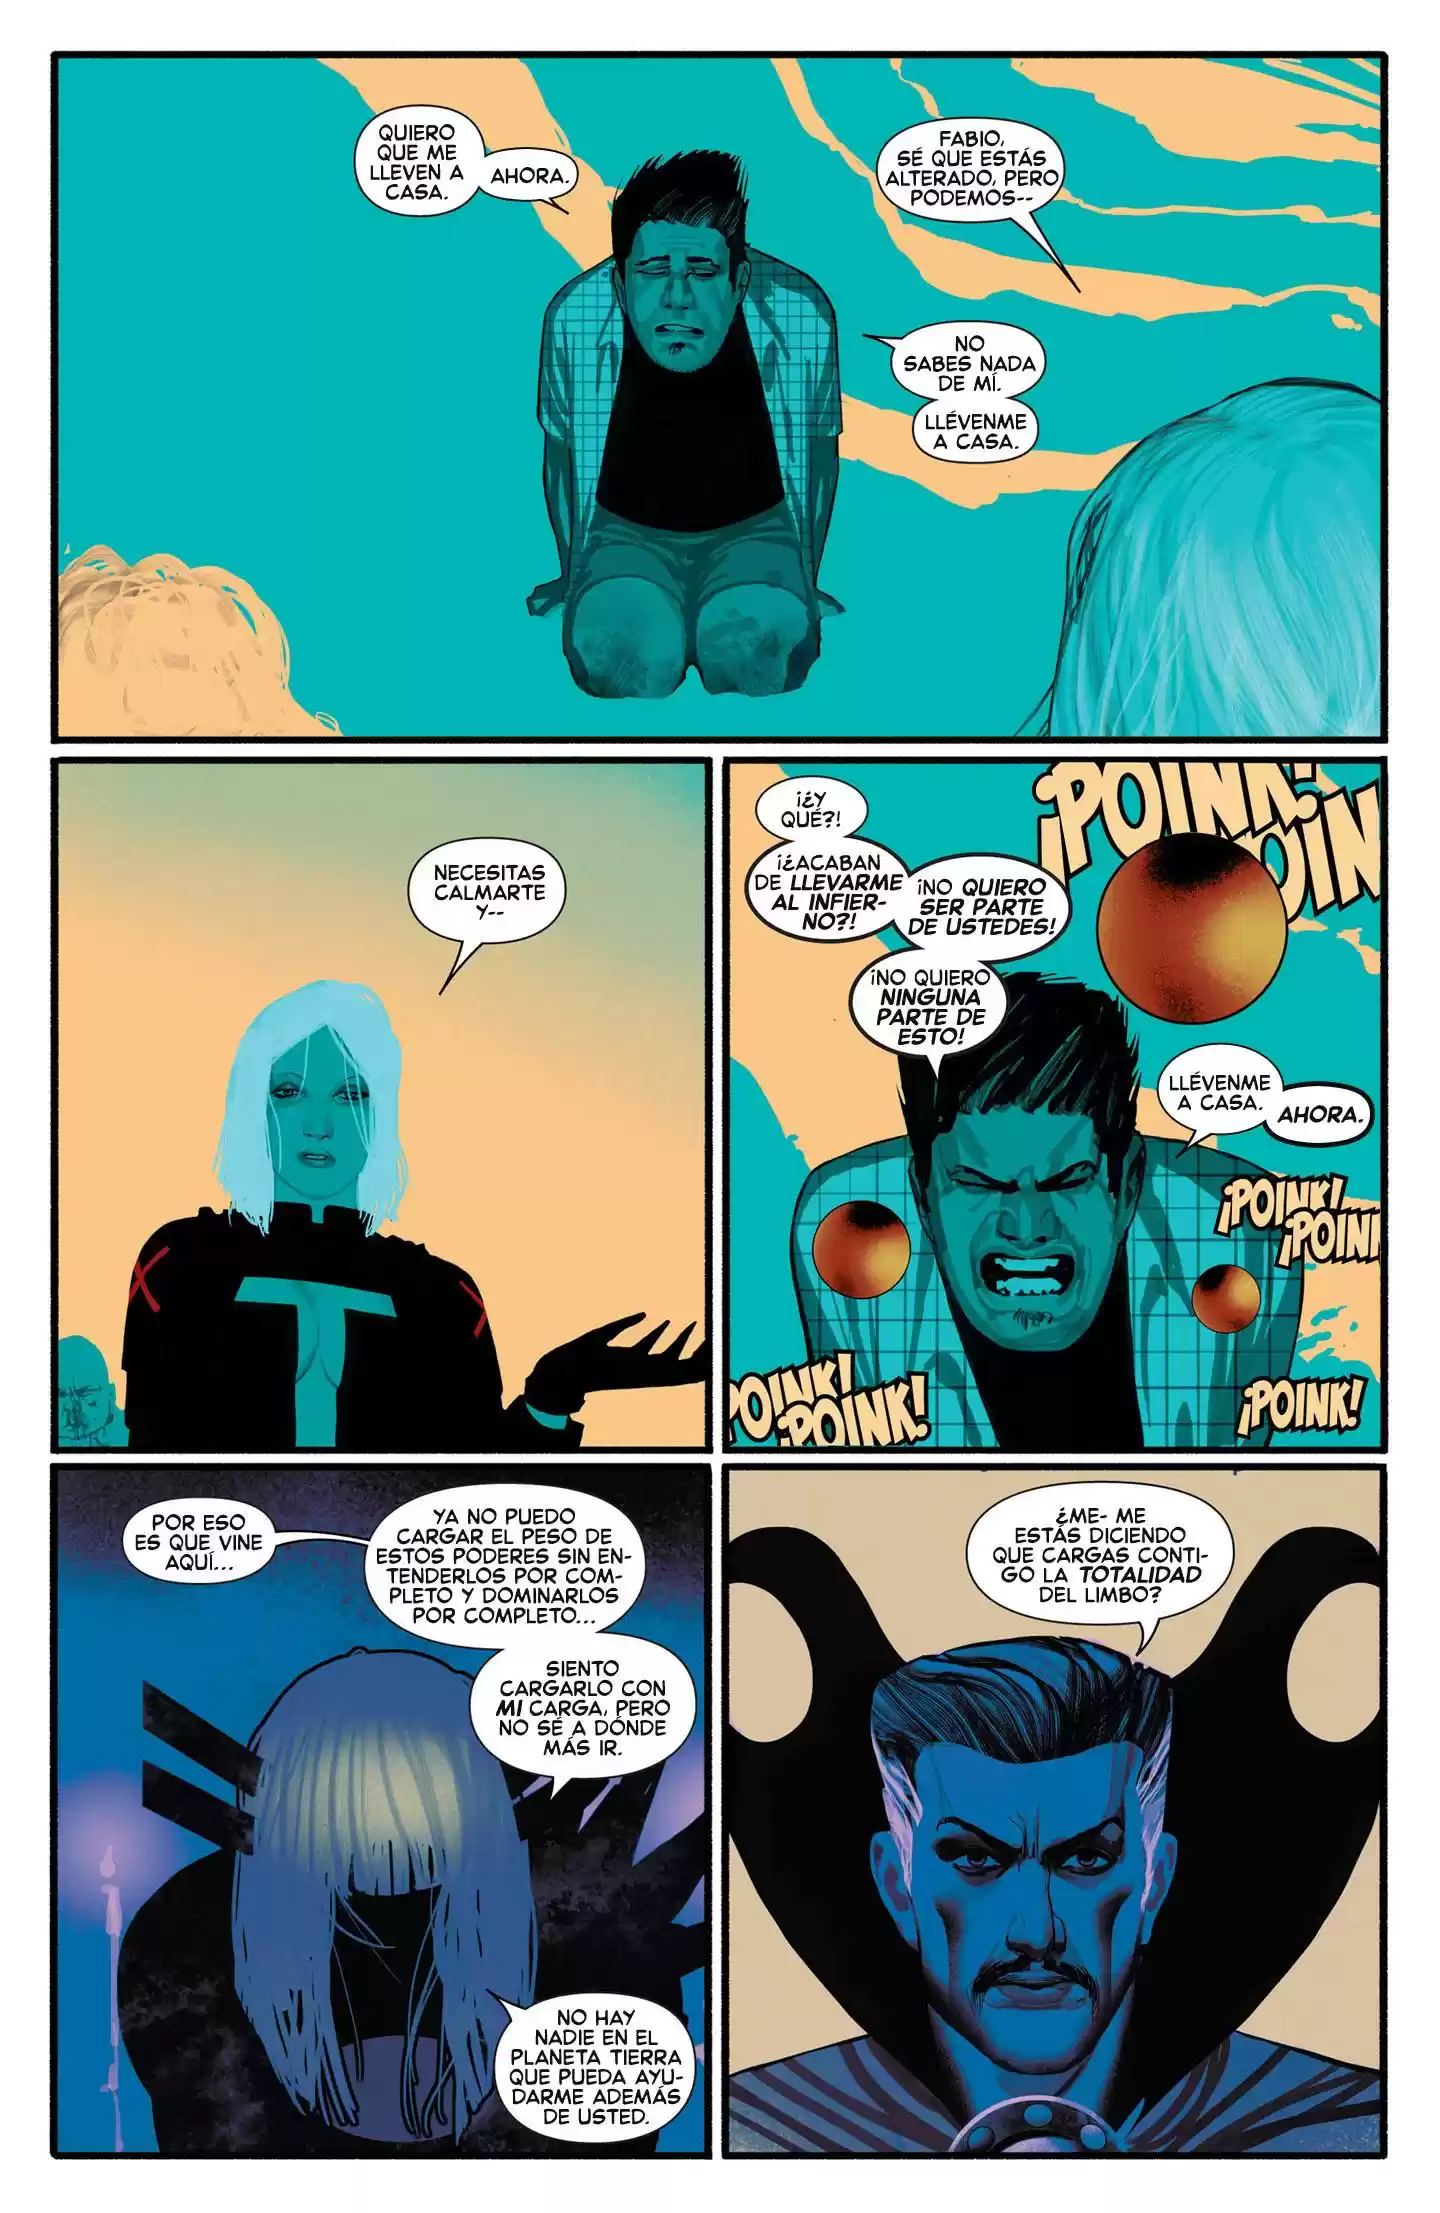 QUIERO
QUE ME
LLEVEN A
CASA.
AHORA.
FABIO,
SÉ QUE ESTÁS
ALTERADO, PERO
PODEMOS--
NO
SABES NADA
DE MÍ.
LLÉVENME
A CASA.
NECESITAS
CALMARTE
Y--
¡¿Y
QUÉ?!
¡¿ACABAN
DE LLEVARME
AL INFIER-
NO?!
¡NO QUIERO
SER PARTE
DE USTEDES!
¡NO QUIERO
NINGUNA
PARTE DE
ESTO!
LLÉVENME
A CASA.
AHORA.
¡POINK!
¡POINK
¡POINK!
¡POINK
POINK!
¡POINK!
¡POINK!
POR ESO
ES QUE VINE
AQUÍ...
YA NO PUEDO
CARGAR EL PESO DE
ESTOS PODERES SIN EN-
TENDERLOS POR COM-
PLETO Y DOMINARLOS
POR COMPLETO...
SIENTO
CARGARLO CON
MI CARGA, PERO
NO SÉ A DÓNDE
MÁS IR.
NO HAY
NADIE EN EL
PLANETA TIERRA
QUE PUEDA AYU-
DARME ADEMÁS
DE USTED.
¿ME- ME
ESTÁS DICIENDO
QUE CARGAS CONTI-
GO LA TOTALIDAD
DEL LIMBO?